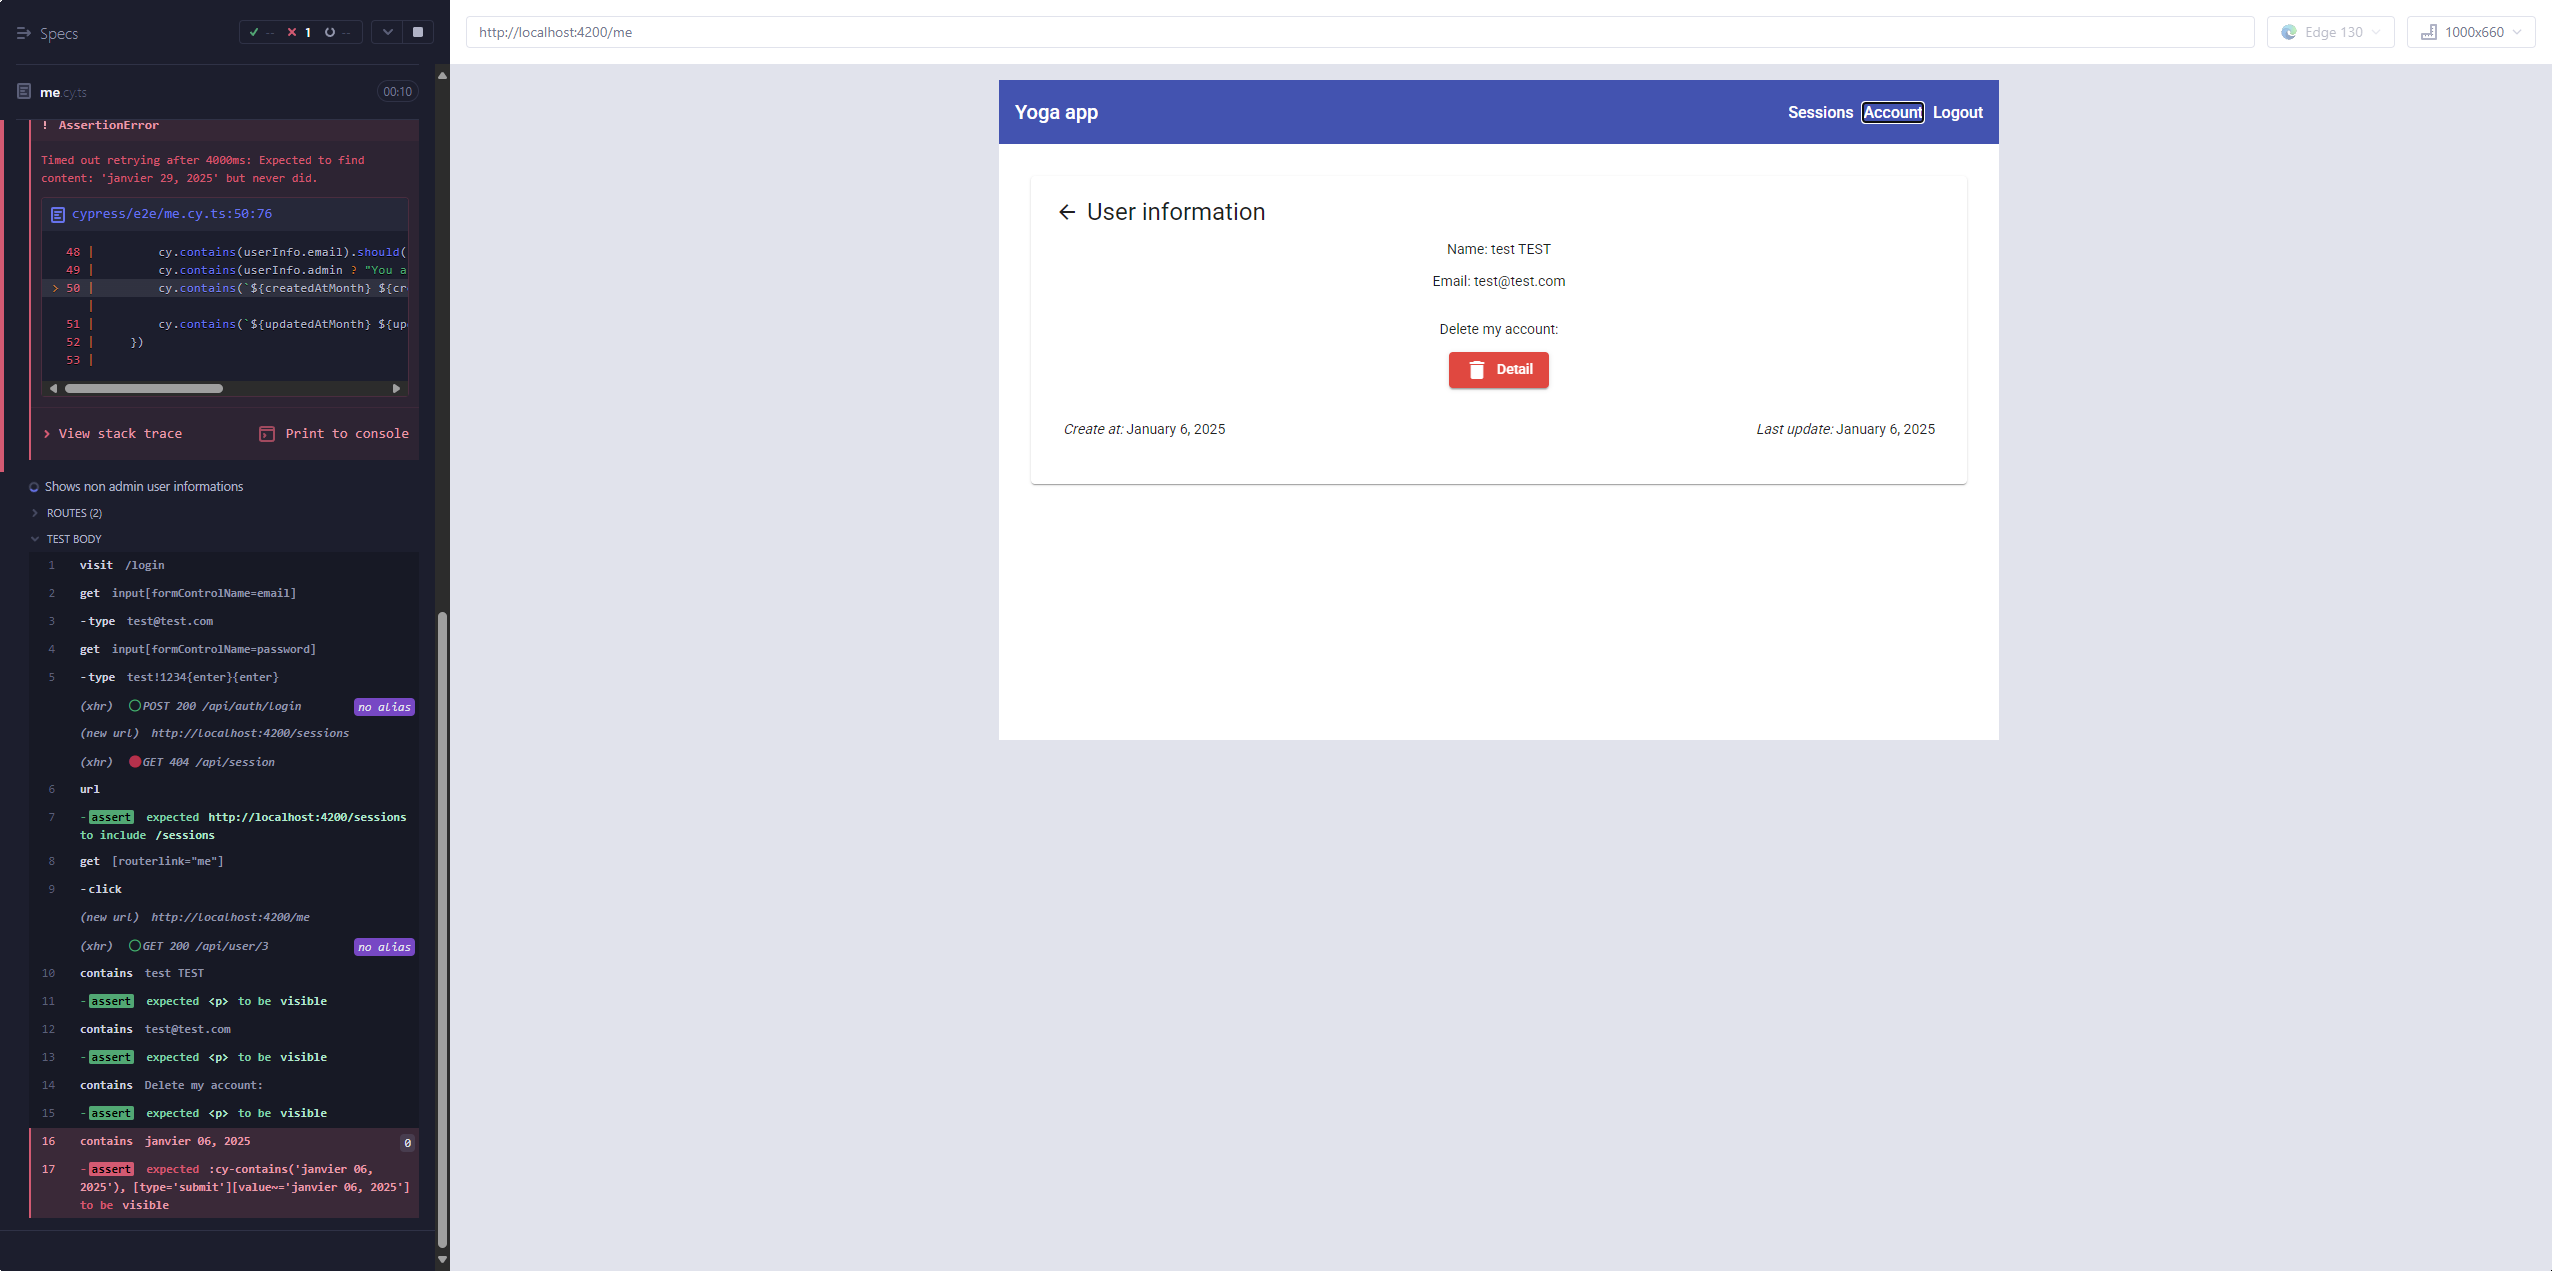 Specs
-- 1 --
me.cy.ts
00:10
! AssertionError
Timed out retrying after 4000ms: Expected to find
content: 'janvier 29, 2025' but never did.
cypress/e2e/me.cy.ts:50:76
48 | cy.contains(userInfo.email).should(
49 | cy.contains(userInfo.admin ? "You a
> 50 | cy.contains(`${createdAtMonth} ${cr
|
51 | cy.contains(`${updatedAtMonth} ${up
52 | })
53 |
View stack trace
Print to console
Shows non admin user informations
ROUTES (2)
TEST BODY
1 visit /login
2 get input[formControlName=email]
3 -type test@test.com
4 get input[formControlName=password]
5 -type test!1234{enter}{enter}
(xhr) POST 200 /api/auth/login no alias
(new url) http://localhost:4200/sessions
(xhr) GET 404 /api/session
6 url
7 -assert expected http://localhost:4200/sessions
to include /sessions
8 get [routerlink="me"]
9 -click
(new url) http://localhost:4200/me
(xhr) GET 200 /api/user/3 no alias
10 contains test TEST
11 -assert expected <p> to be visible
12 contains test@test.com
13 -assert expected <p> to be visible
14 contains Delete my account:
15 -assert expected <p> to be visible
16 contains janvier 06, 2025 0
17 -assert expected :cy-contains('janvier 06,
2025'), [type='submit'][value~='janvier 06, 2025']
to be visible
http://localhost:4200/me
Edge 130
1000x660
Yoga app
Sessions Account Logout
User information
Name: test TEST
Email: test@test.com
Delete my account:
Detail
Create at: January 6, 2025
Last update: January 6, 2025